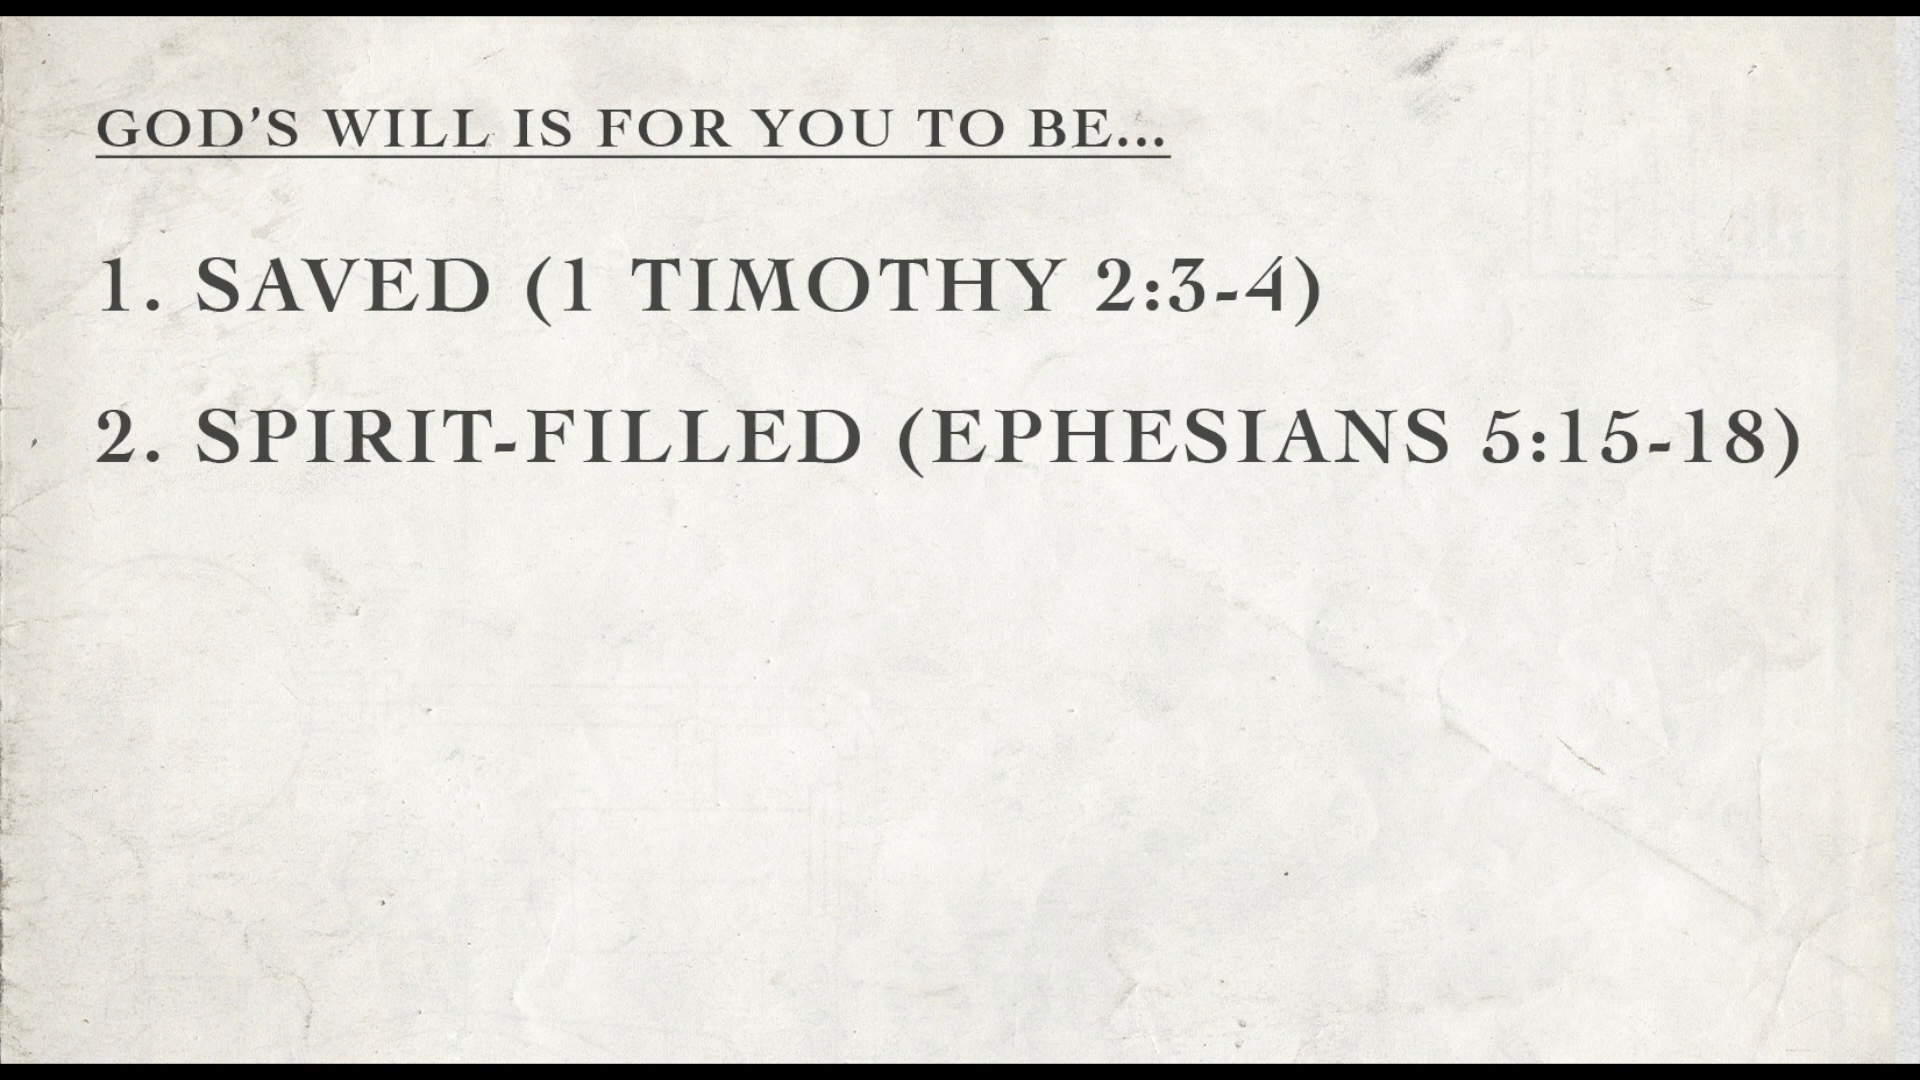 GOD'S WILL IS FOR YOU TO BE...
1. SAVED (1 TIMOTHY 2:3-4)
2. SPIRIT-FILLED (EPHESIANS 5:15-18)